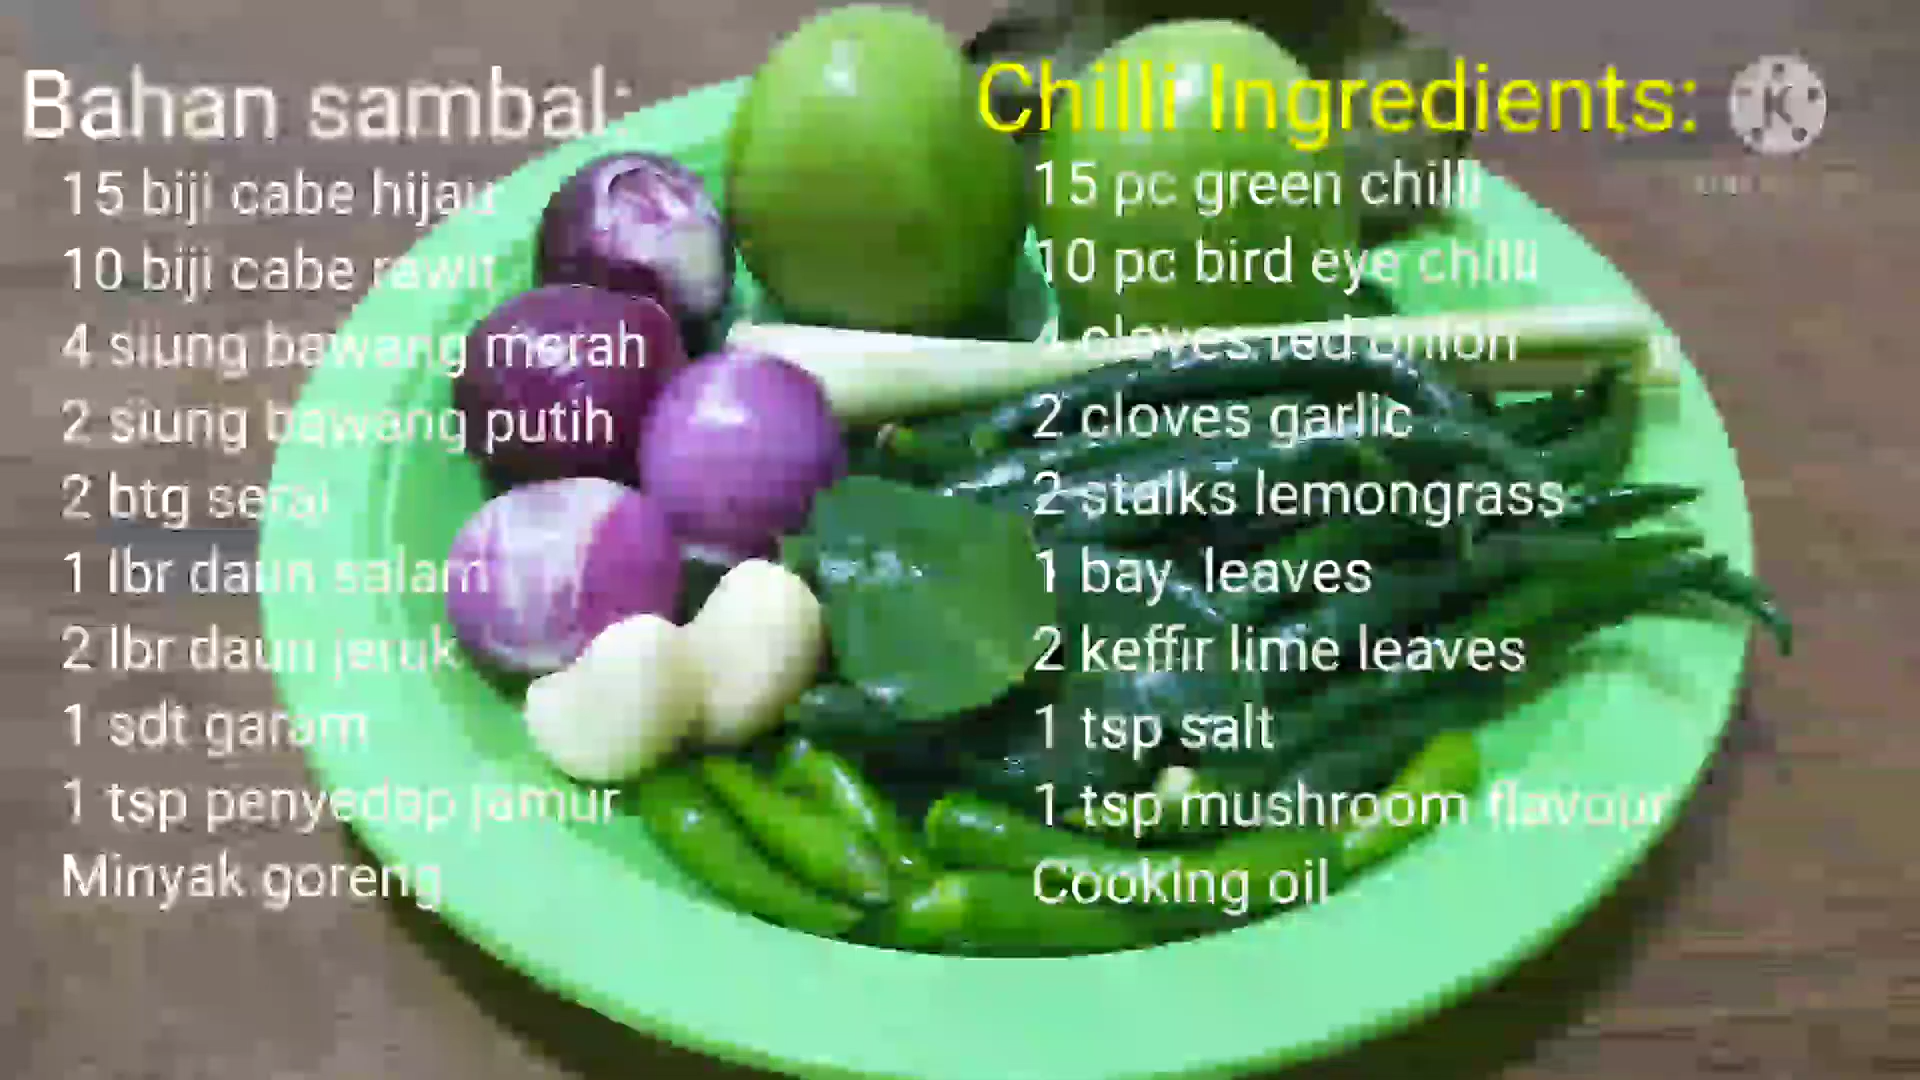 Bahan sambal:
15 biji cabe hijau
10 biji cabe rawit
4 siung bawang merah
2 siung bawang putih
2 btg serai
1 lbr daun salam
2 lbr daun jeruk
1 sdt garam
1 tsp penyedap jamur
Minyak goreng
Chilli Ingredients:
15 pc green chilli
10 pc bird eye chilli
4 cloves red onion
2 cloves garlic
2 stalks lemongrass
1 bay leaves
2 keffir lime leaves
1 tsp salt
1 tsp mushroom flavour
Cooking oil
K